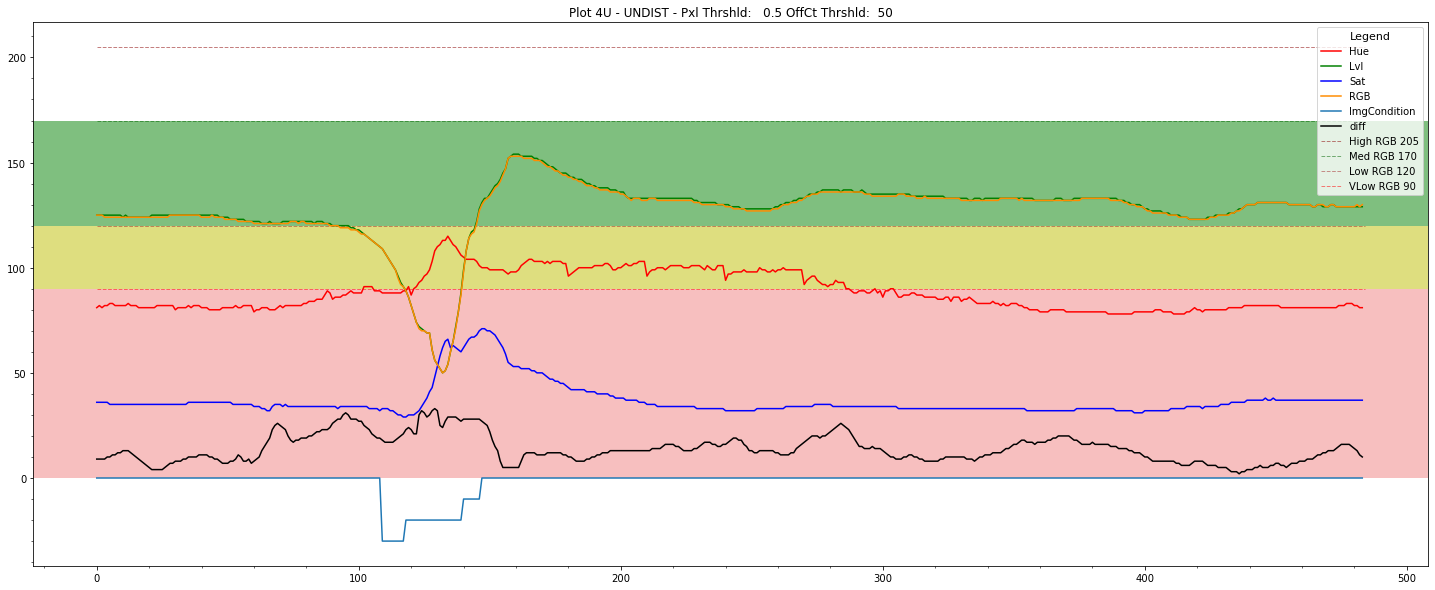 Plot 4U - UNDIST - Pxl Thrshld:   0.5 OffCt Thrshld:  50
Legend
Hue
Lvl
Sat
RGB
ImgCondition
diff
High RGB 205
Med RGB 170
Low RGB 120
VLow RGB 90
200
150
100
50
0
0 100 200 300 400 500